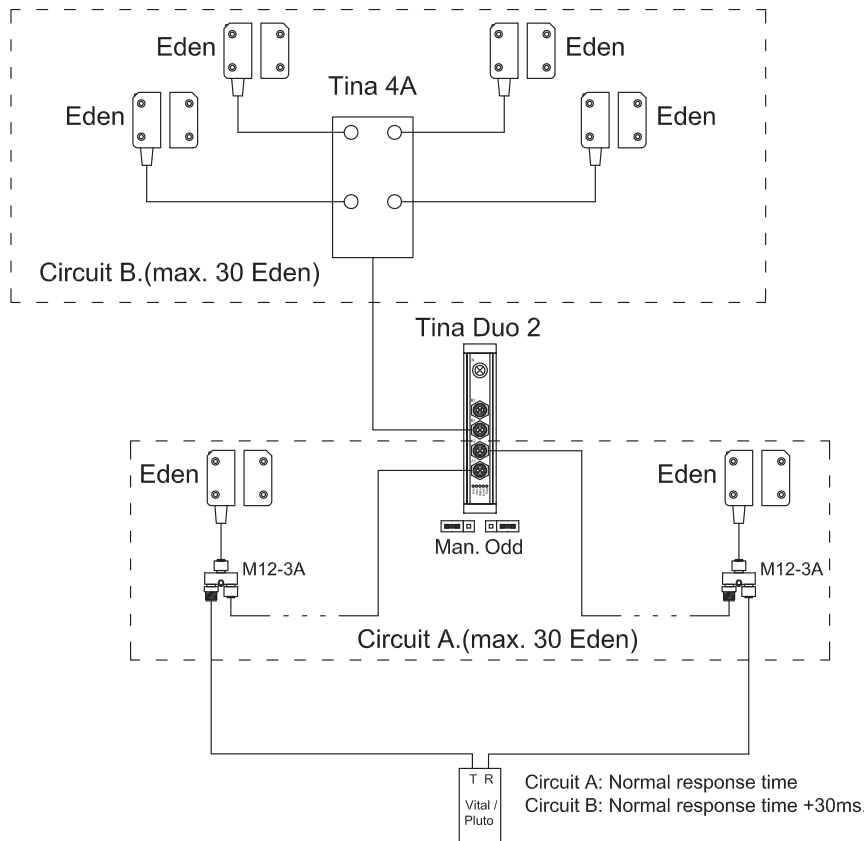 Eden
Eden
Tina 4A
Eden
Eden
Circuit B.(max. 30 Eden)
Tina Duo 2
Eden
Eden
Man. Odd
M12-3A
M12-3A
Circuit A.(max. 30 Eden)
T R
Vital /
Pluto
Circuit A: Normal response time
Circuit B: Normal response time +30ms.